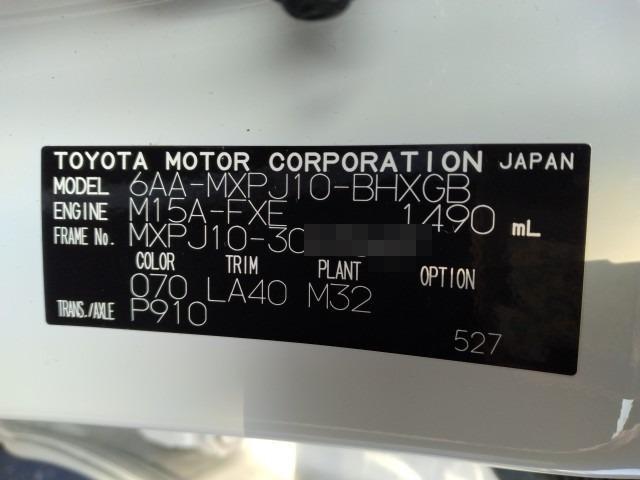 TOYOTA MOTOR CORPORATION JAPAN
MODEL 6AA-MXPJ10-BHXGB
ENGINE M15A-FXE 1490 mL
FRAME No. MXPJ10-30
COLOR TRIM PLANT OPTION
070 LA40 M32
TRANS./AXLE P910
527